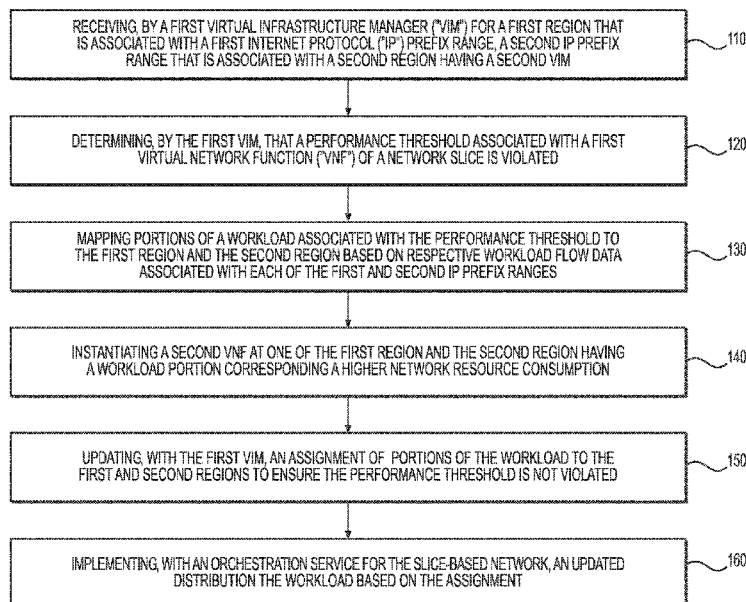 RECEIVING, BY A FIRST VIRTUAL INFRASTRUCTURE MANAGER ("VIM") FOR A FIRST REGION THAT
IS ASSOCIATED WITH A FIRST INTERNET PROTOCOL ("IP") PREFIX RANGE, A SECOND IP PREFIX
RANGE THAT IS ASSOCIATED WITH A SECOND REGION HAVING A SECOND VIM
110
DETERMINING, BY THE FIRST VIM, THAT A PERFORMANCE THRESHOLD ASSOCIATED WITH A FIRST
VIRTUAL NETWORK FUNCTION ("VNF") OF A NETWORK SLICE IS VIOLATED
120
MAPPING PORTIONS OF A WORKLOAD ASSOCIATED WITH THE PERFORMANCE THRESHOLD TO
THE FIRST REGION AND THE SECOND REGION BASED ON RESPECTIVE WORKLOAD FLOW DATA
ASSOCIATED WITH EACH OF THE FIRST AND SECOND IP PREFIX RANGES
130
INSTANTIATING A SECOND VNF AT ONE OF THE FIRST REGION AND THE SECOND REGION HAVING
A WORKLOAD PORTION CORRESPONDING A HIGHER NETWORK RESOURCE CONSUMPTION
140
UPDATING, WITH THE FIRST VIM, AN ASSIGNMENT OF PORTIONS OF THE WORKLOAD TO THE
FIRST AND SECOND REGIONS TO ENSURE THE PERFORMANCE THRESHOLD IS NOT VIOLATED
150
IMPLEMENTING, WITH AN ORCHESTRATION SERVICE FOR THE SLICE-BASED NETWORK, AN UPDATED
DISTRIBUTION THE WORKLOAD BASED ON THE ASSIGNMENT
160